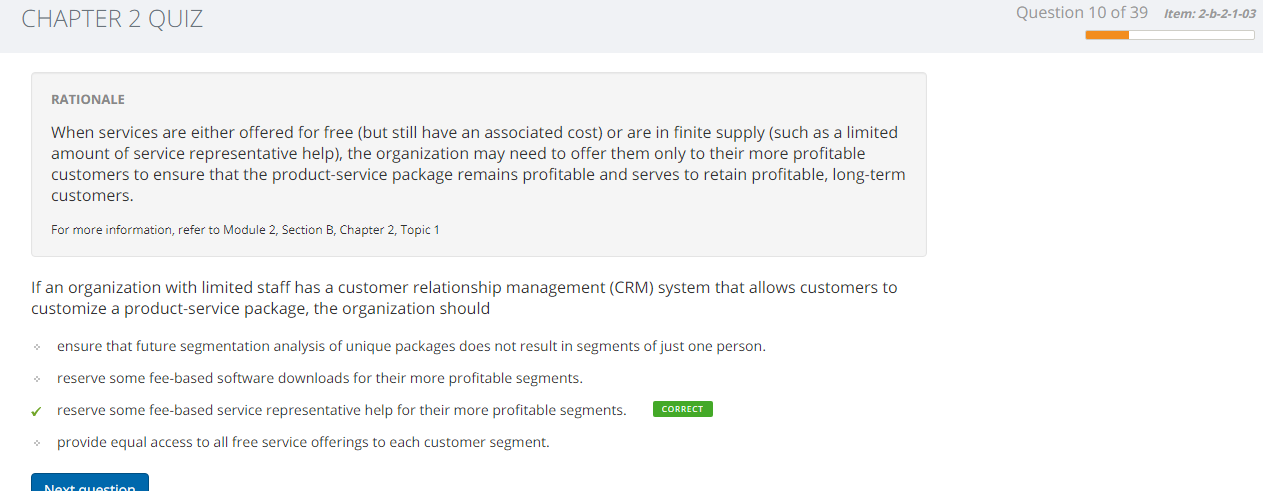 CHAPTER 2 QUIZ
Question 10 of 39 Item: 2-b-2-1-03
RATIONALE
When services are either offered for free (but still have an associated cost) or are in finite supply (such as a limited
amount of service representative help), the organization may need to offer them only to their more profitable
customers to ensure that the product-service package remains profitable and serves to retain profitable, long-term
customers.
For more information, refer to Module 2, Section B, Chapter 2, Topic 1
If an organization with limited staff has a customer relationship management (CRM) system that allows customers to
customize a product-service package, the organization should
ensure that future segmentation analysis of unique packages does not result in segments of just one person.
reserve some fee-based software downloads for their more profitable segments.
reserve some fee-based service representative help for their more profitable segments. CORRECT
provide equal access to all free service offerings to each customer segment.
Next question